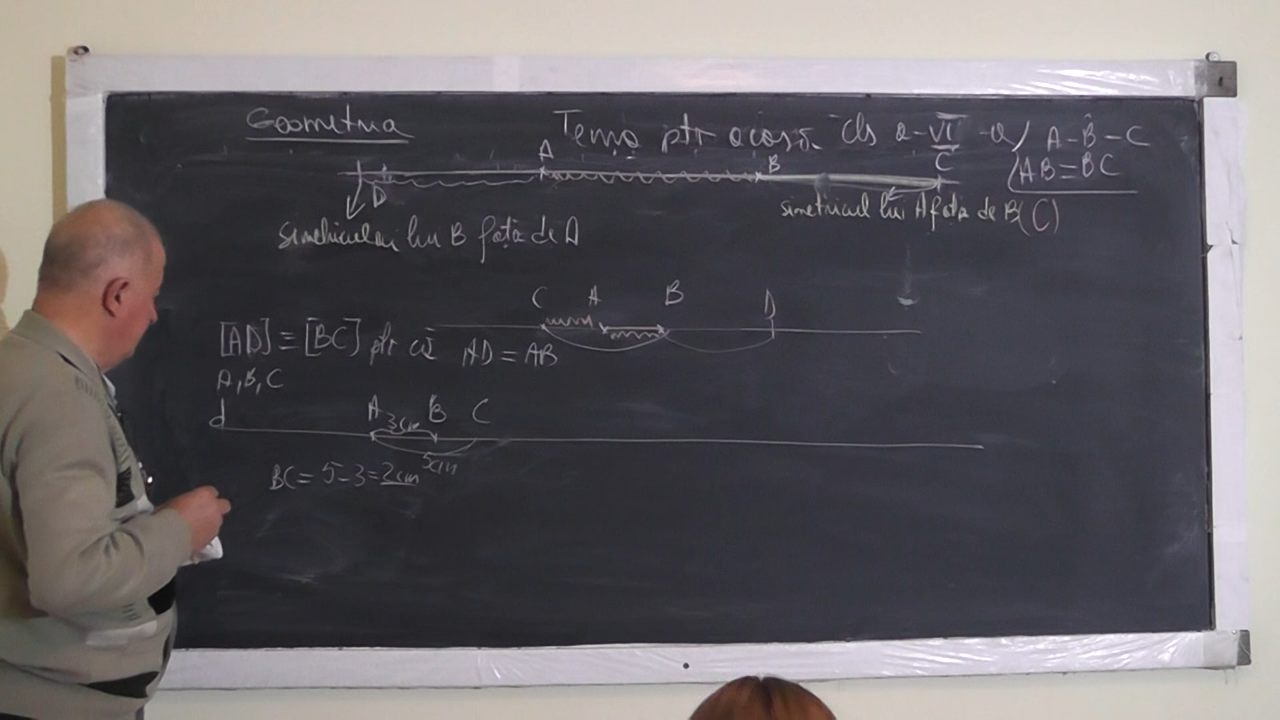 Geometria
Tema ptr acasă cls a-VI-a
A-B-C
AB=BC
A B C
D
simetricul lui B față de A
simetricul lui A față de B(C)
C A B D
[AD]≡[BC] ptr că AD = AB
A,B,C
d A 3cm B C
5cm
BC= 5-3=2cm